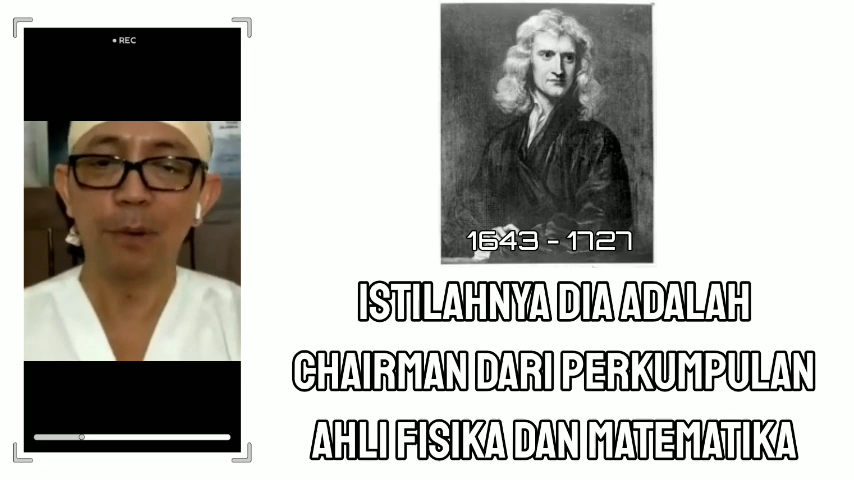 • REC
1643 - 1727
ISTILAHNYA DIA ADALAH
CHAIRMAN DARI PERKUMPULAN
AHLI FISIKA DAN MATEMATIKA